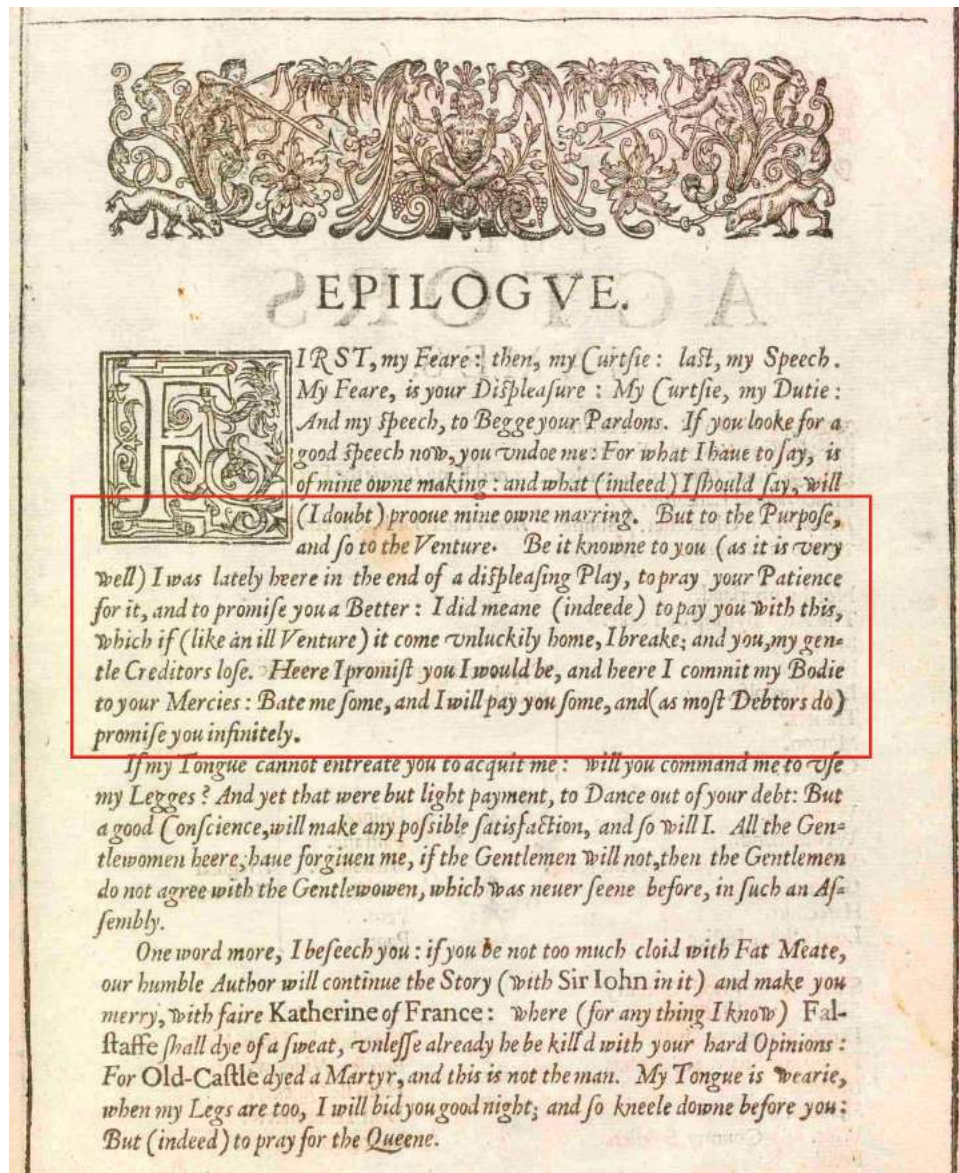 EPILOGVE.
FIRST, my Feare: then, my Curtſie: laſt, my Speech.
My Feare, is your Diſpleaſure: My Curtſie, my Dutie:
And my ſpeech, to Begge your Pardons. If you looke for a
good ſpeech now, you vndoe me: For what I haue to ſay, is
of mine owne making: and what (indeed) I ſhould ſay, will
(I doubt) prooue mine owne marring. But to the Purpoſe,
and ſo to the Venture. Be it knowne to you (as it is very
well) I was lately heere in the end of a diſpleaſing Play, to pray your Patience
for it, and to promiſe you a Better: I did meane (indeede) to pay you with this,
which if (like an ill Venture) it come vnluckily home, I breake; and you, my gen-
tle Creditors loſe. Heere I promiſt you I would be, and heere I commit my Bodie
to your Mercies: Bate me ſome, and I will pay you ſome, and (as moſt Debtors do)
promiſe you infinitely.
If my Tongue cannot entreate you to acquit me: will you command me to vſe
my Legges? And yet that were but light payment, to Dance out of your debt: But
a good Conſcience, will make any poſsible ſatisfaction, and ſo will I. All the Gen-
tlewomen heere, haue forgiuen me, if the Gentlemen will not, then the Gentlemen
do not agree with the Gentlewowen, which was neuer ſeene before, in ſuch an Aſ-
ſembly.
One word more, I beſeech you: if you be not too much cloid with Fat Meate,
our humble Author will continue the Story (with Sir Iohn in it) and make you
merry, with faire Katherine of France: where (for any thing I know) Fal-
ſtaffe ſhall dye of a ſweat, vnleſſe already he be kill'd with your hard Opinions:
For Old-Caſtle dyed a Martyr, and this is not the man. My Tongue is wearie,
when my Legs are too, I will bid you good night; and ſo kneele downe before you:
But (indeed) to pray for the Queene.